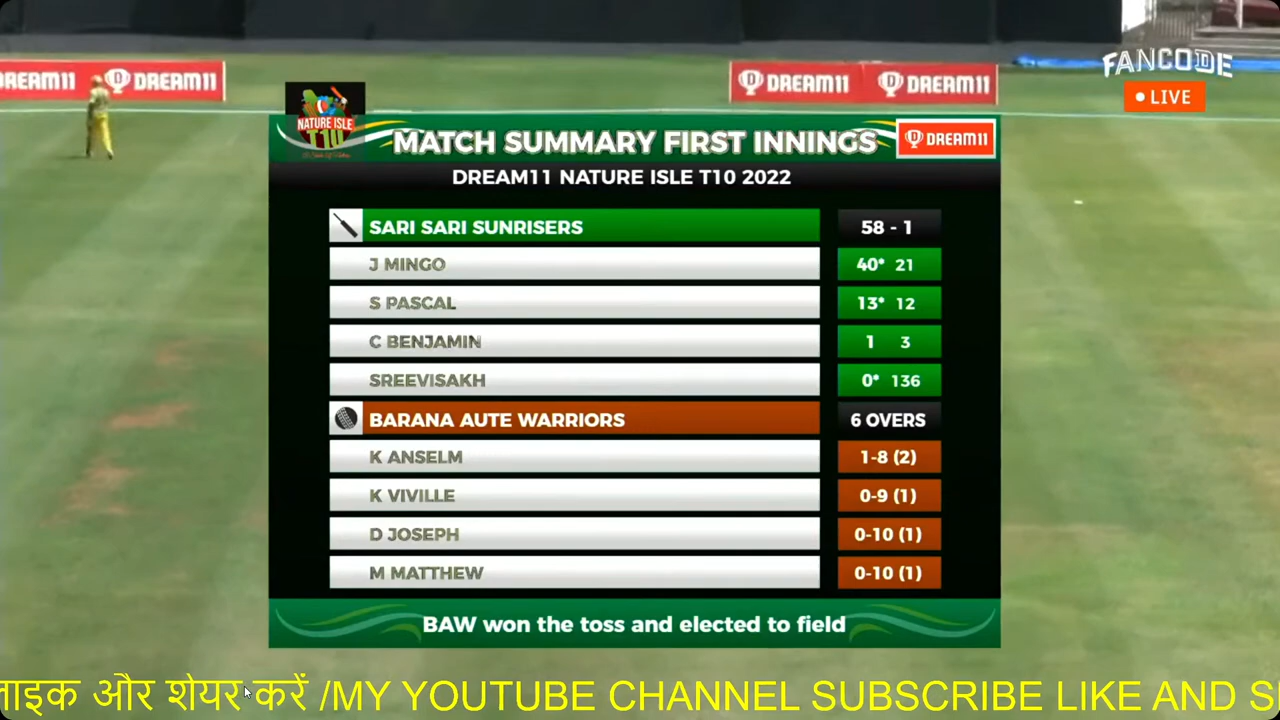 FANCODE
LIVE
DREAM11 DREAM11
DREAM11 DREAM11
NATURE ISLE
T10
MATCH SUMMARY FIRST INNINGS
DREAM11
DREAM11 NATURE ISLE T10 2022
SARI SARI SUNRISERS 58 - 1
J MINGO 40* 21
S PASCAL 13* 12
C BENJAMIN 1 3
SREEVISAKH 0* 136
BARANA AUTE WARRIORS 6 OVERS
K ANSELM 1-8 (2)
K VIVILLE 0-9 (1)
D JOSEPH 0-10 (1)
M MATTHEW 0-10 (1)
BAW won the toss and elected to field
लाइक और शेयर करें /MY YOUTUBE CHANNEL SUBSCRIBE LIKE AND S